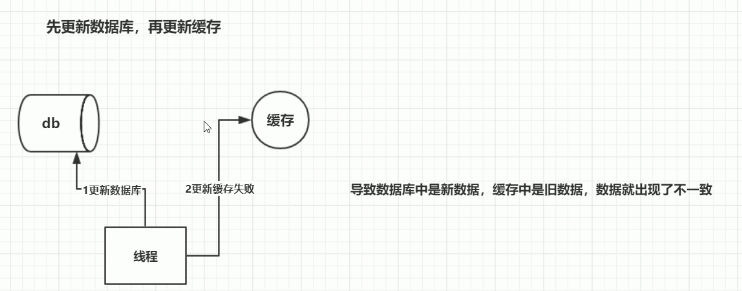 先更新数据库，再更新缓存
db
缓存
1更新数据库
2更新缓存失败
导致数据库中是新数据，缓存中是旧数据，数据就出现了不一致
线程